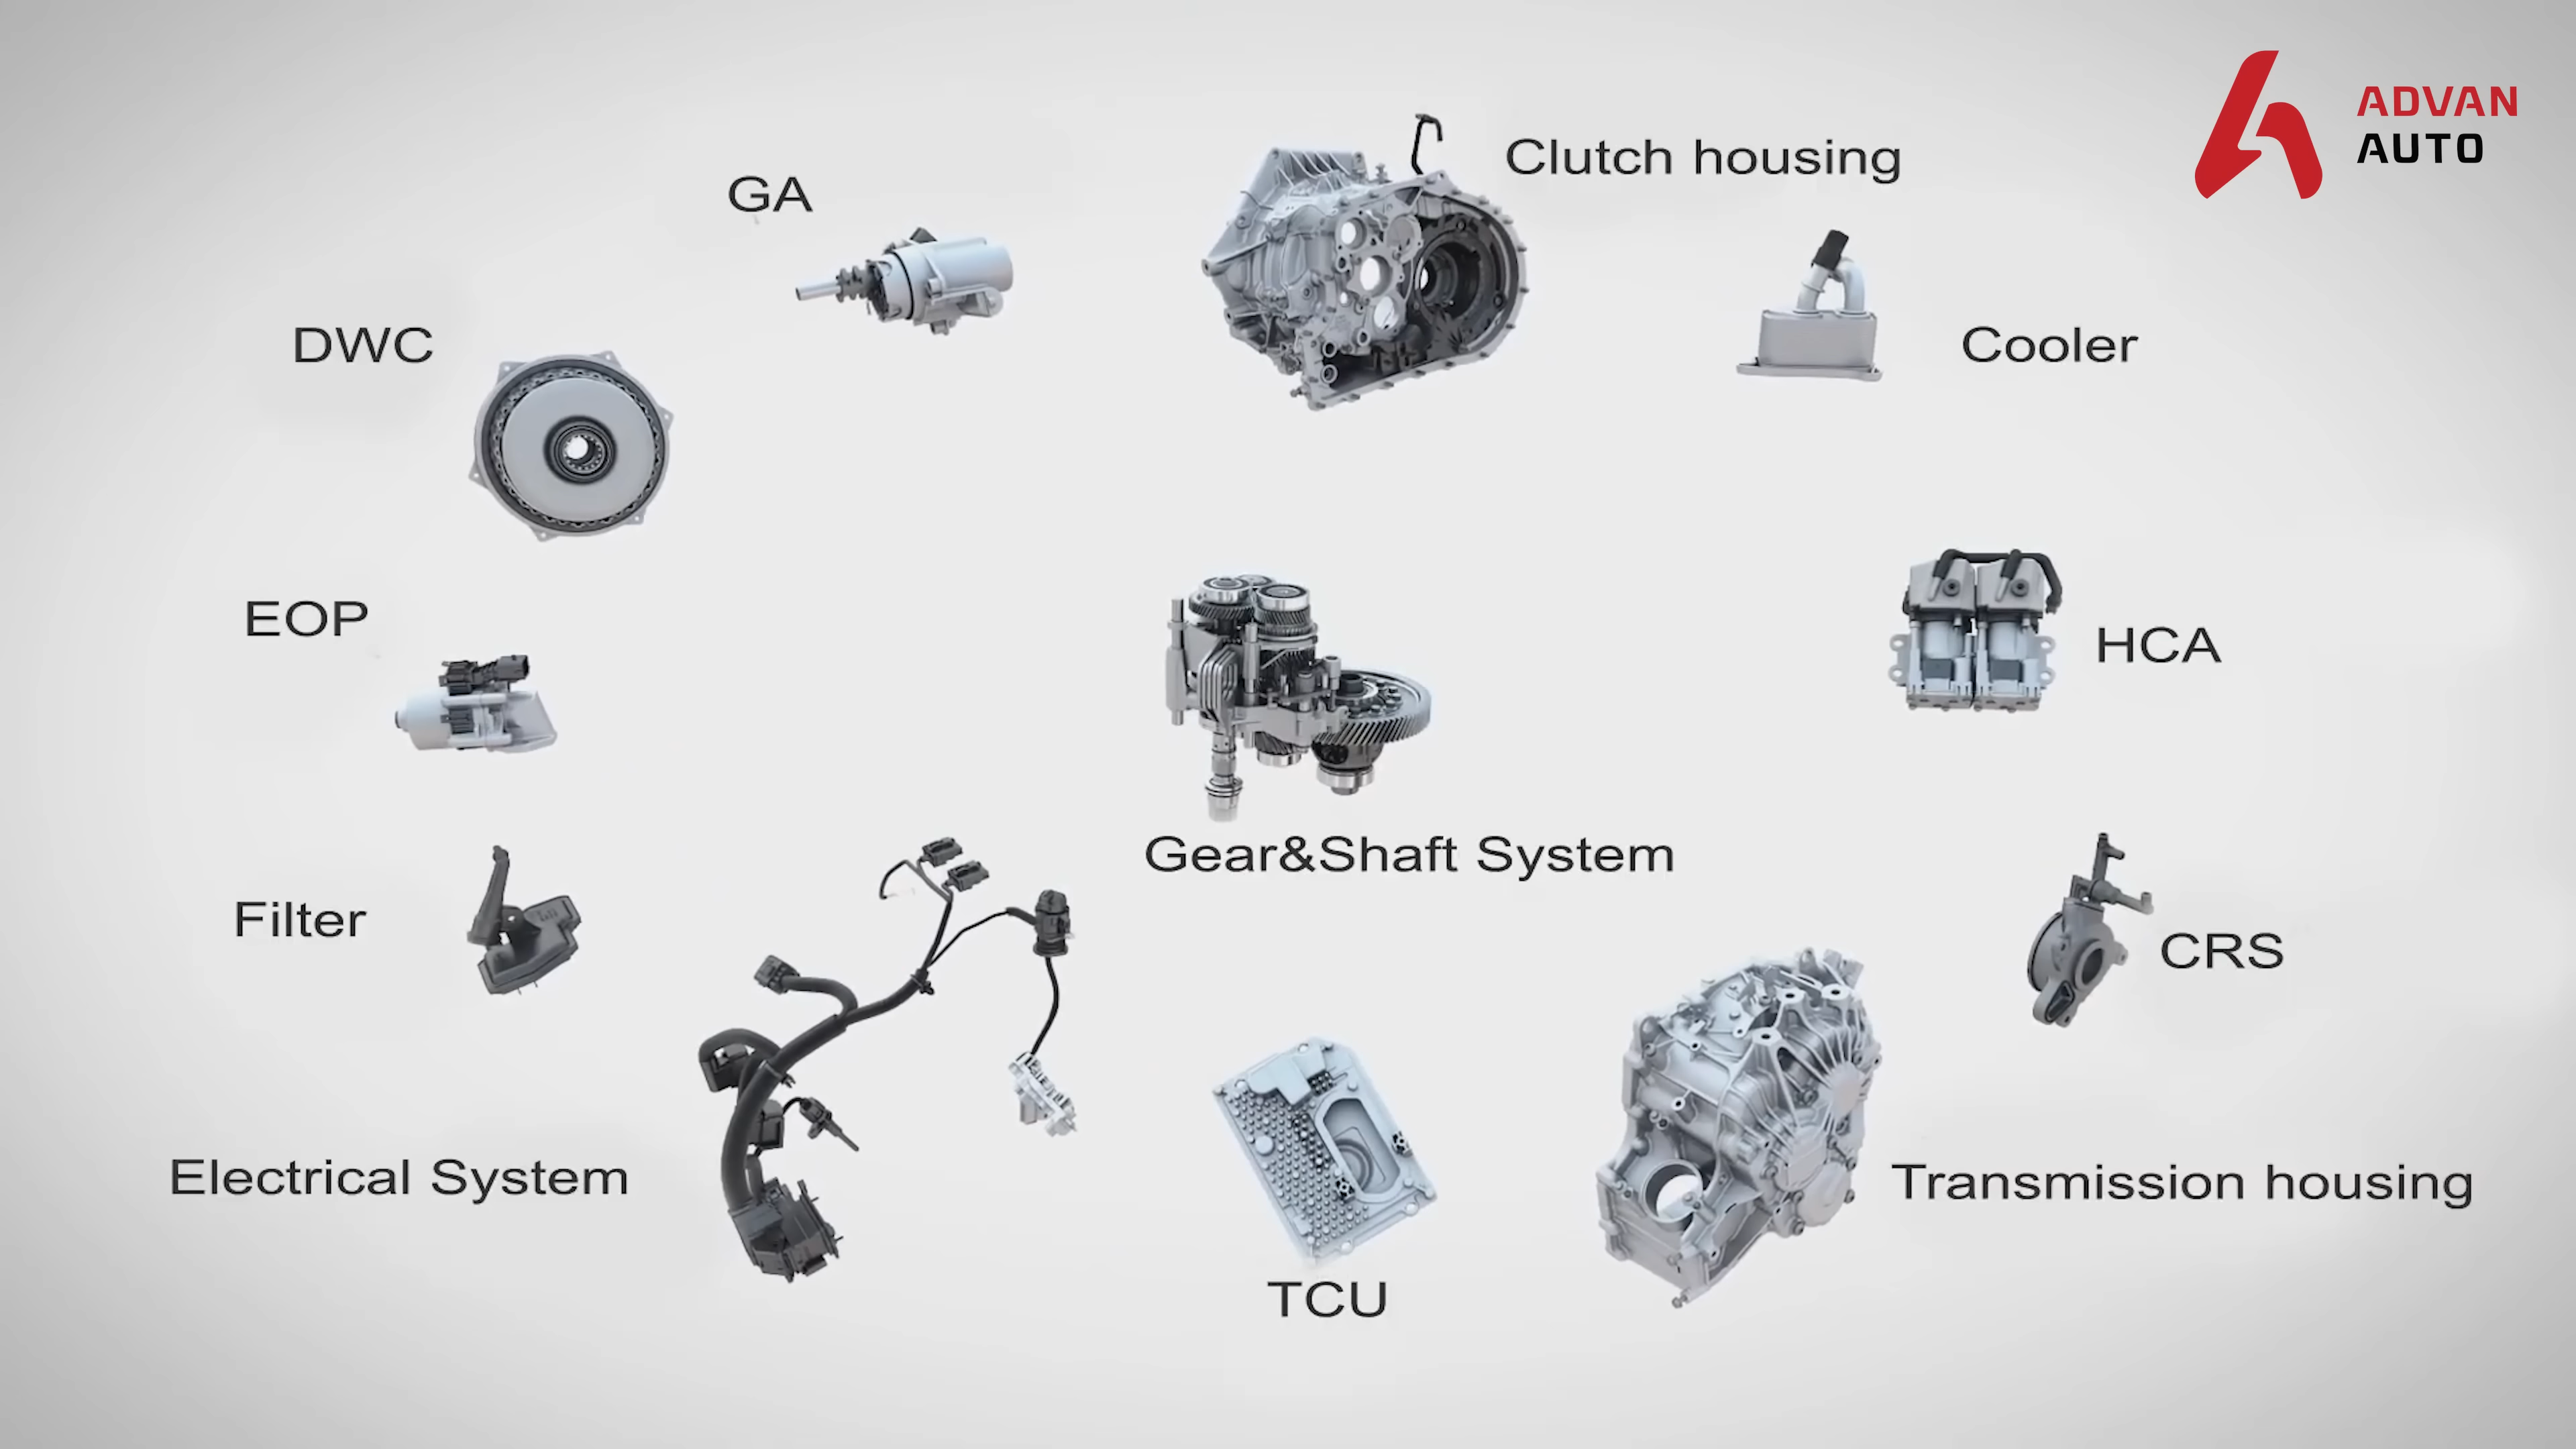 ADVAN
AUTO
Clutch housing
GA
DWC
Cooler
EOP
HCA
Gear&Shaft System
Filter
CRS
Electrical System
Transmission housing
TCU